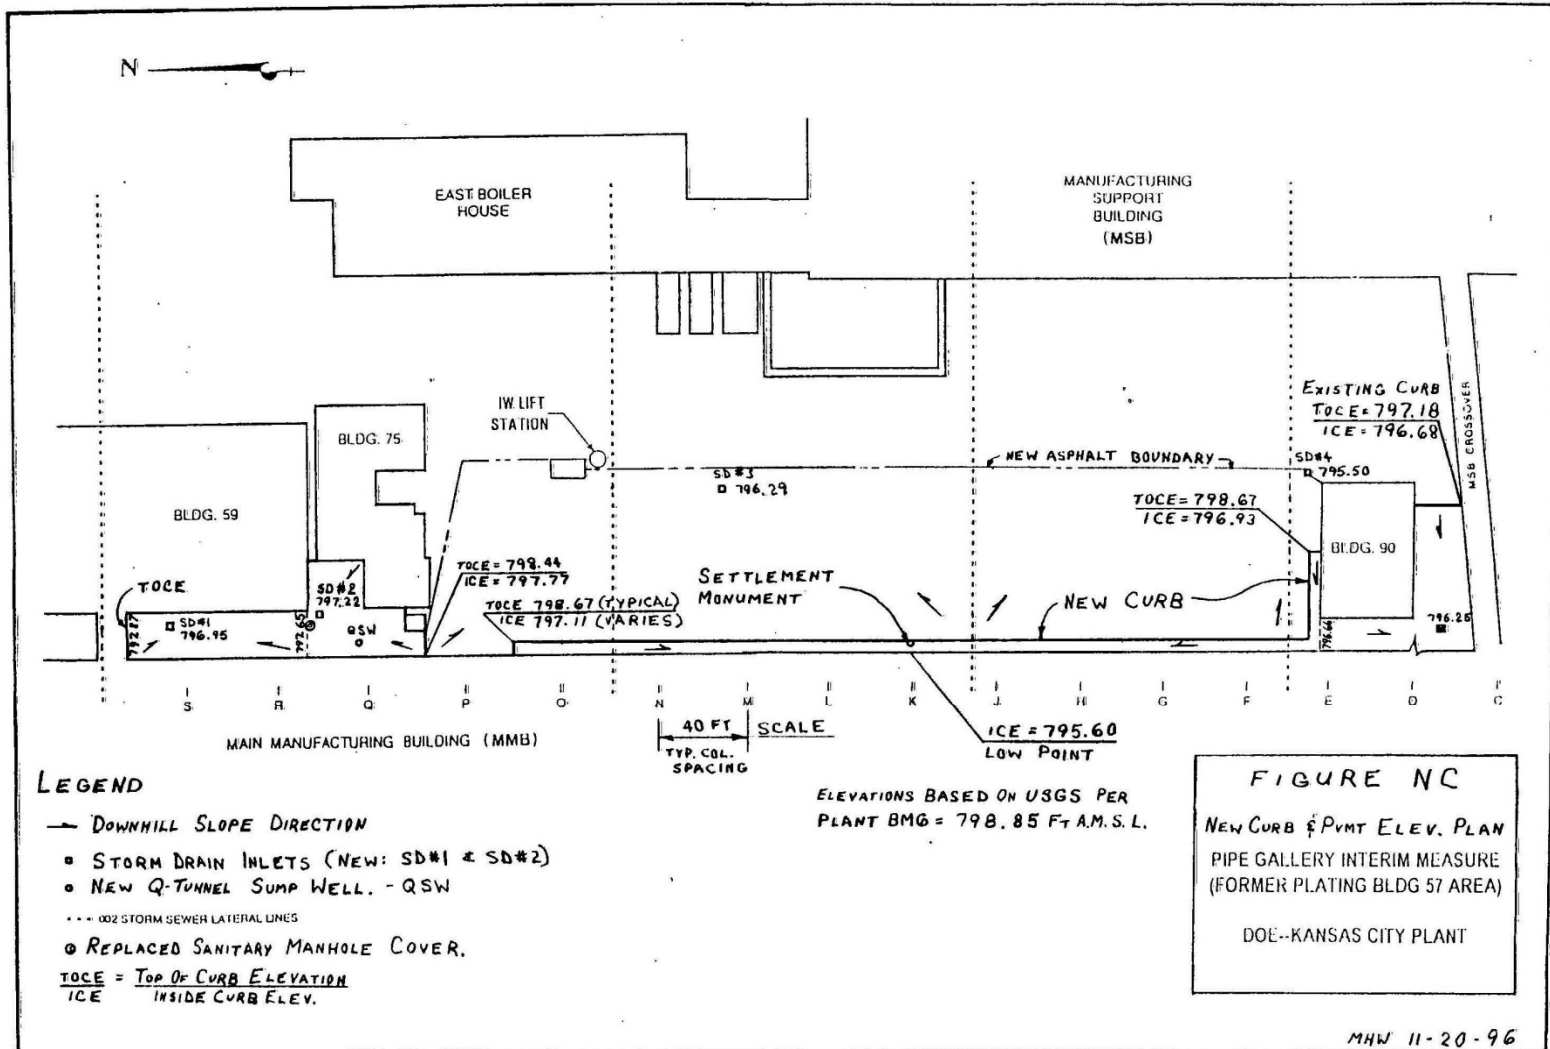 N
EAST BOILER
HOUSE
MANUFACTURING
SUPPORT
BUILDING
(MSB)
MSB CROSSOVER
EXISTING CURB
TOCE = 797.18
ICE = 796.68
IW. LIFT
STATION
BLDG. 75
BLDG. 59
NEW ASPHALT BOUNDARY
SD#4
795.50
SD#3
796.29
TOCE = 798.67
ICE = 796.93
BLDG. 90
TOCE
SD#2
797.22
TOCE = 798.44
ICE = 797.77
SETTLEMENT
MONUMENT
NEW CURB
TOCE 798.67 (TYPICAL)
ICE 797.11 (VARIES)
SD#1
796.95
QSW
796.66
S R Q P O N M L K J H G F E D C
MAIN MANUFACTURING BUILDING (MMB)
40 FT
SCALE
TYP. COL.
SPACING
ICE = 795.60
LOW POINT
LEGEND
DOWNHILL SLOPE DIRECTION
STORM DRAIN INLETS (NEW: SD#1 & SD#2)
NEW Q-TUNNEL SUMP WELL. - QSW
002 STORM SEWER LATERAL LINES
REPLACED SANITARY MANHOLE COVER.
TOCE = TOP OF CURB ELEVATION
ICE INSIDE CURB ELEV.
ELEVATIONS BASED ON USGS PER
PLANT BMG = 798.85 FT A.M.S.L.
FIGURE NC
NEW CURB & PVMT ELEV. PLAN
PIPE GALLERY INTERIM MEASURE
(FORMER PLATING BLDG 57 AREA)
DOE--KANSAS CITY PLANT
MHW 11-20-96